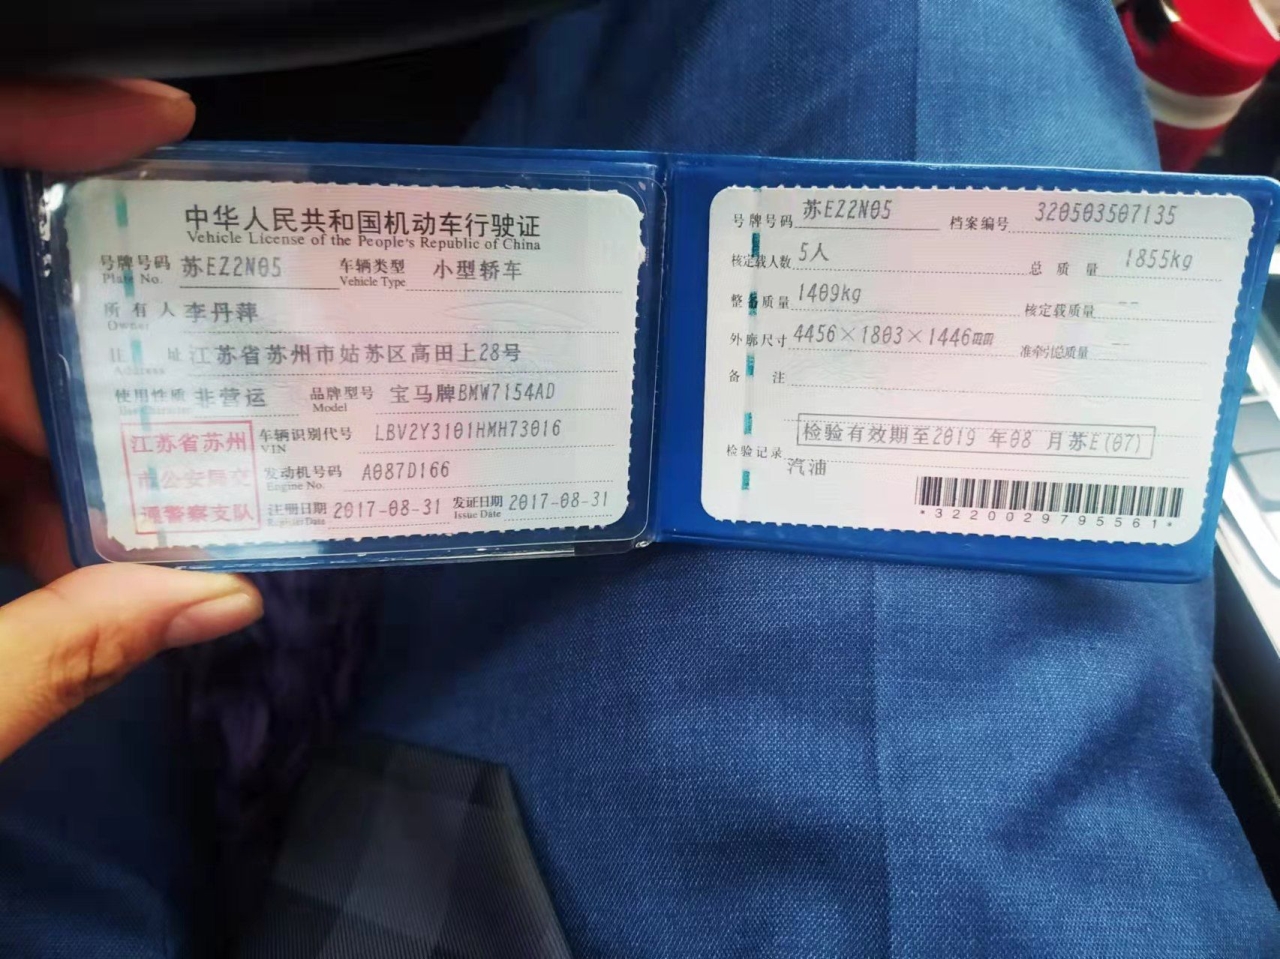 中华人民共和国机动车行驶证
Vehicle License of the People's Republic of China
号牌号码 苏EZ2N05 车辆类型 小型轿车
Plate No. Vehicle Type
所有人 李丹萍
Owner
住址 江苏省苏州市姑苏区高田上28号
Address
使用性质 非营运 品牌型号 宝马牌BMW7154AD
Use Character Model
江苏省苏州
市公安局交
通警察支队
车辆识别代号 LBV2Y3101HMH73016
VIN
发动机号码 A087D166
Engine No.
注册日期 2017-08-31 发证日期 2017-08-31
Register Date Issue Date
号牌号码 苏EZ2N05 档案编号 320503507135
核定载人数 5人 总质量 1855kg
整备质量 1409kg 核定载质量 --
外廓尺寸 4456×1803×1446mm 准牵引总质量 --
备注
检验有效期至2019 年08 月苏E(07)
检验记录
汽油
*3220029795561*